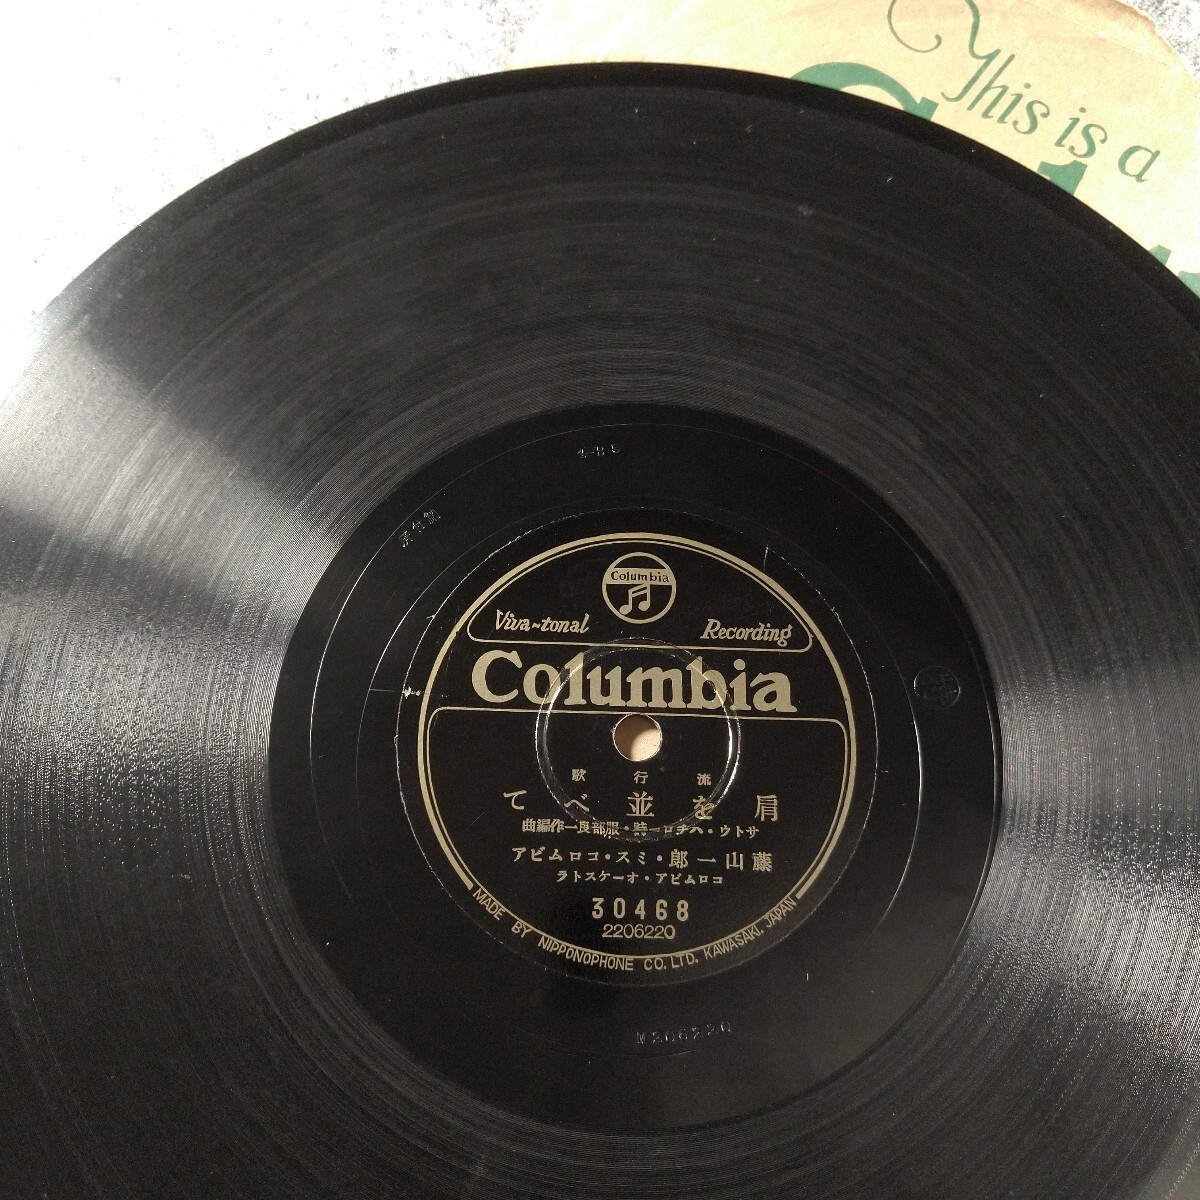 This is a
Columbia
Viva-tonal Recording
Columbia
流行歌
肩を並べて
サトウ・ハチロー詩・服部良一作編曲
藤山一郎・ミス・コロムビア
コロムビア・オーケストラ
30468
2206220
MADE BY NIPPONOPHONE CO. LTD. KAWASAKI, JAPAN